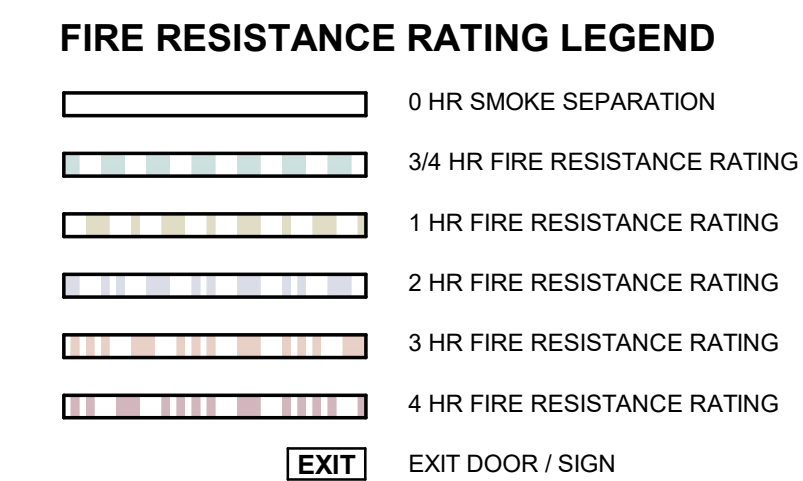 FIRE RESISTANCE RATING LEGEND
0 HR SMOKE SEPARATION
3/4 HR FIRE RESISTANCE RATING
1 HR FIRE RESISTANCE RATING
2 HR FIRE RESISTANCE RATING
3 HR FIRE RESISTANCE RATING
4 HR FIRE RESISTANCE RATING
EXIT EXIT DOOR / SIGN